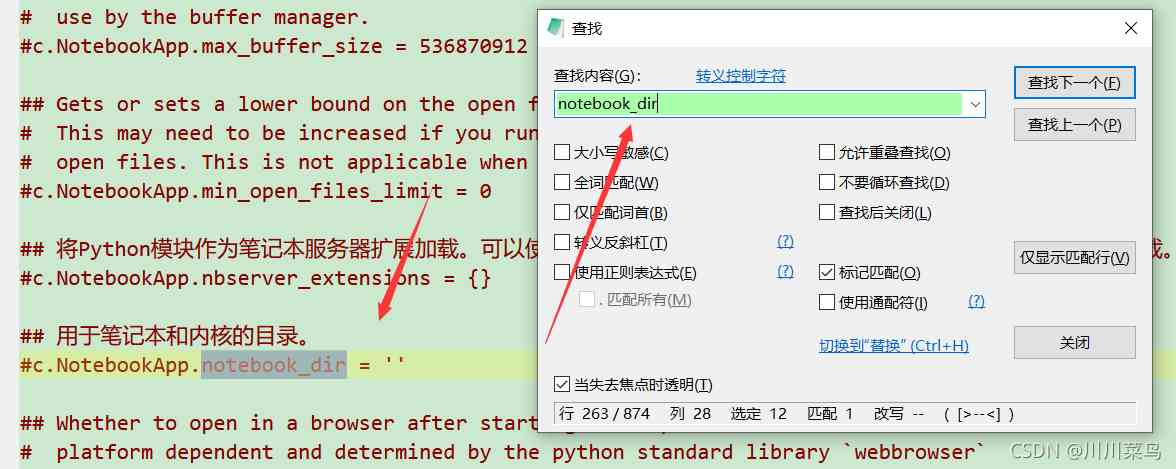 #  use by the buffer manager.
#c.NotebookApp.max_buffer_size = 536870912
## Gets or sets a lower bound on the open f
#  This may need to be increased if you run
#  open files. This is not applicable when
#c.NotebookApp.min_open_files_limit = 0
## 将Python模块作为笔记本服务器扩展加载。可以使
#c.NotebookApp.nbserver_extensions = {}
## 用于笔记本和内核的目录。
#c.NotebookApp.notebook_dir = ''
## Whether to open in a browser after start
#  platform dependent and determined by the python standard library `webbrowser`
查找
查找内容(G):
转义控制字符
notebook_dir
查找下一个(F)
查找上一个(P)
大小写敏感(C)
允许重叠查找(O)
全词匹配(W)
不要循环查找(D)
仅匹配词首(B)
查找后关闭(L)
转义反斜杠(T)
(?)
仅显示匹配行(V)
使用正则表达式(E)
(?)
标记匹配(O)
. 匹配所有(M)
使用通配符(I)
(?)
切换到“替换” (Ctrl+H)
关闭
当失去焦点时透明(T)
行 263 / 874 列 28 选定 12 匹配 1 改写 -- ( [>--<] )
CSDN @川川菜鸟